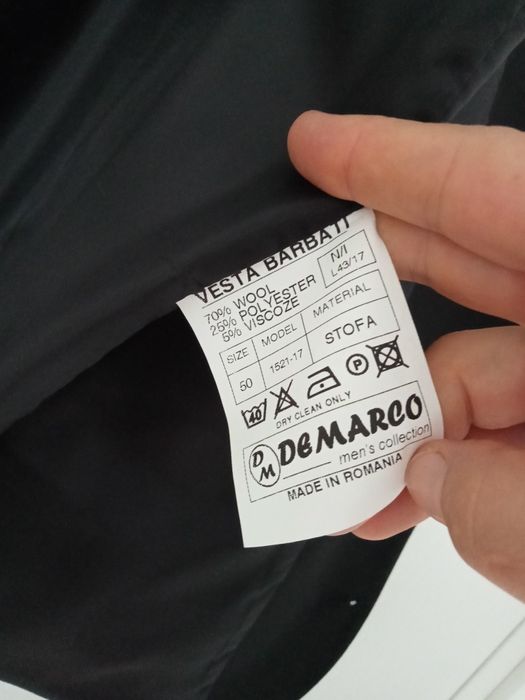 VESTA BARBATI
70% WOOL
25% POLYESTER
5% VISCOZE
N/I
L43/17
SIZE MODEL MATERIAL
50 1521-17 STOFA
40 P
DRY CLEAN ONLY
DM DEMARCO
men's collection
MADE IN ROMANIA